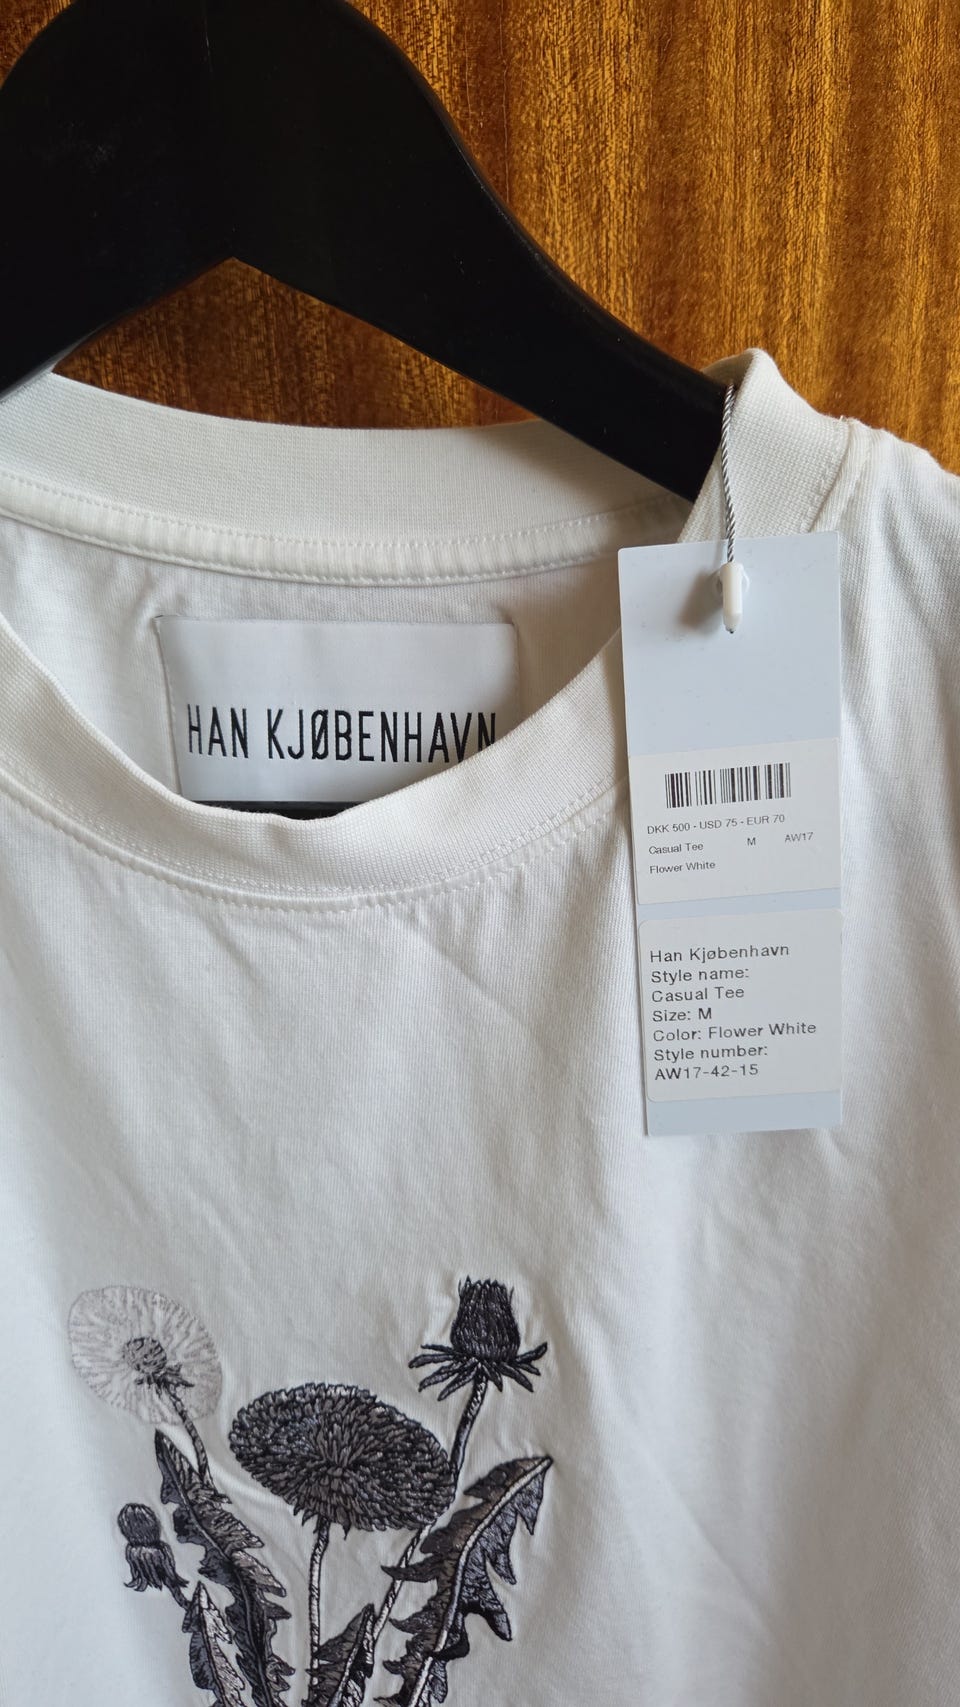 HAN KJØBENHAVN
DKK 500 - USD 75 - EUR 70
Casual Tee M AW17
Flower White
Han Kjøbenhavn
Style name:
Casual Tee
Size: M
Color: Flower White
Style number:
AW17-42-15